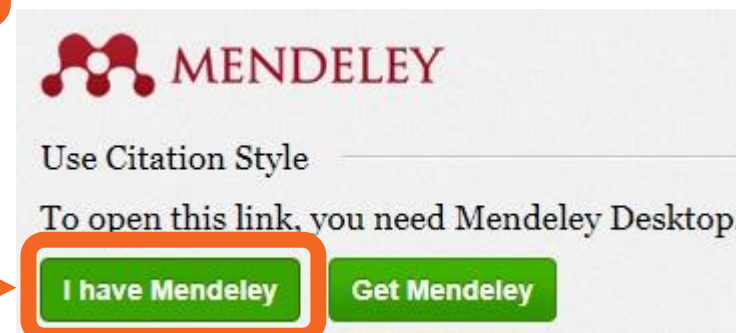 MENDELEY
Use Citation Style
To open this link, you need Mendeley Desktop.
I have Mendeley Get Mendeley